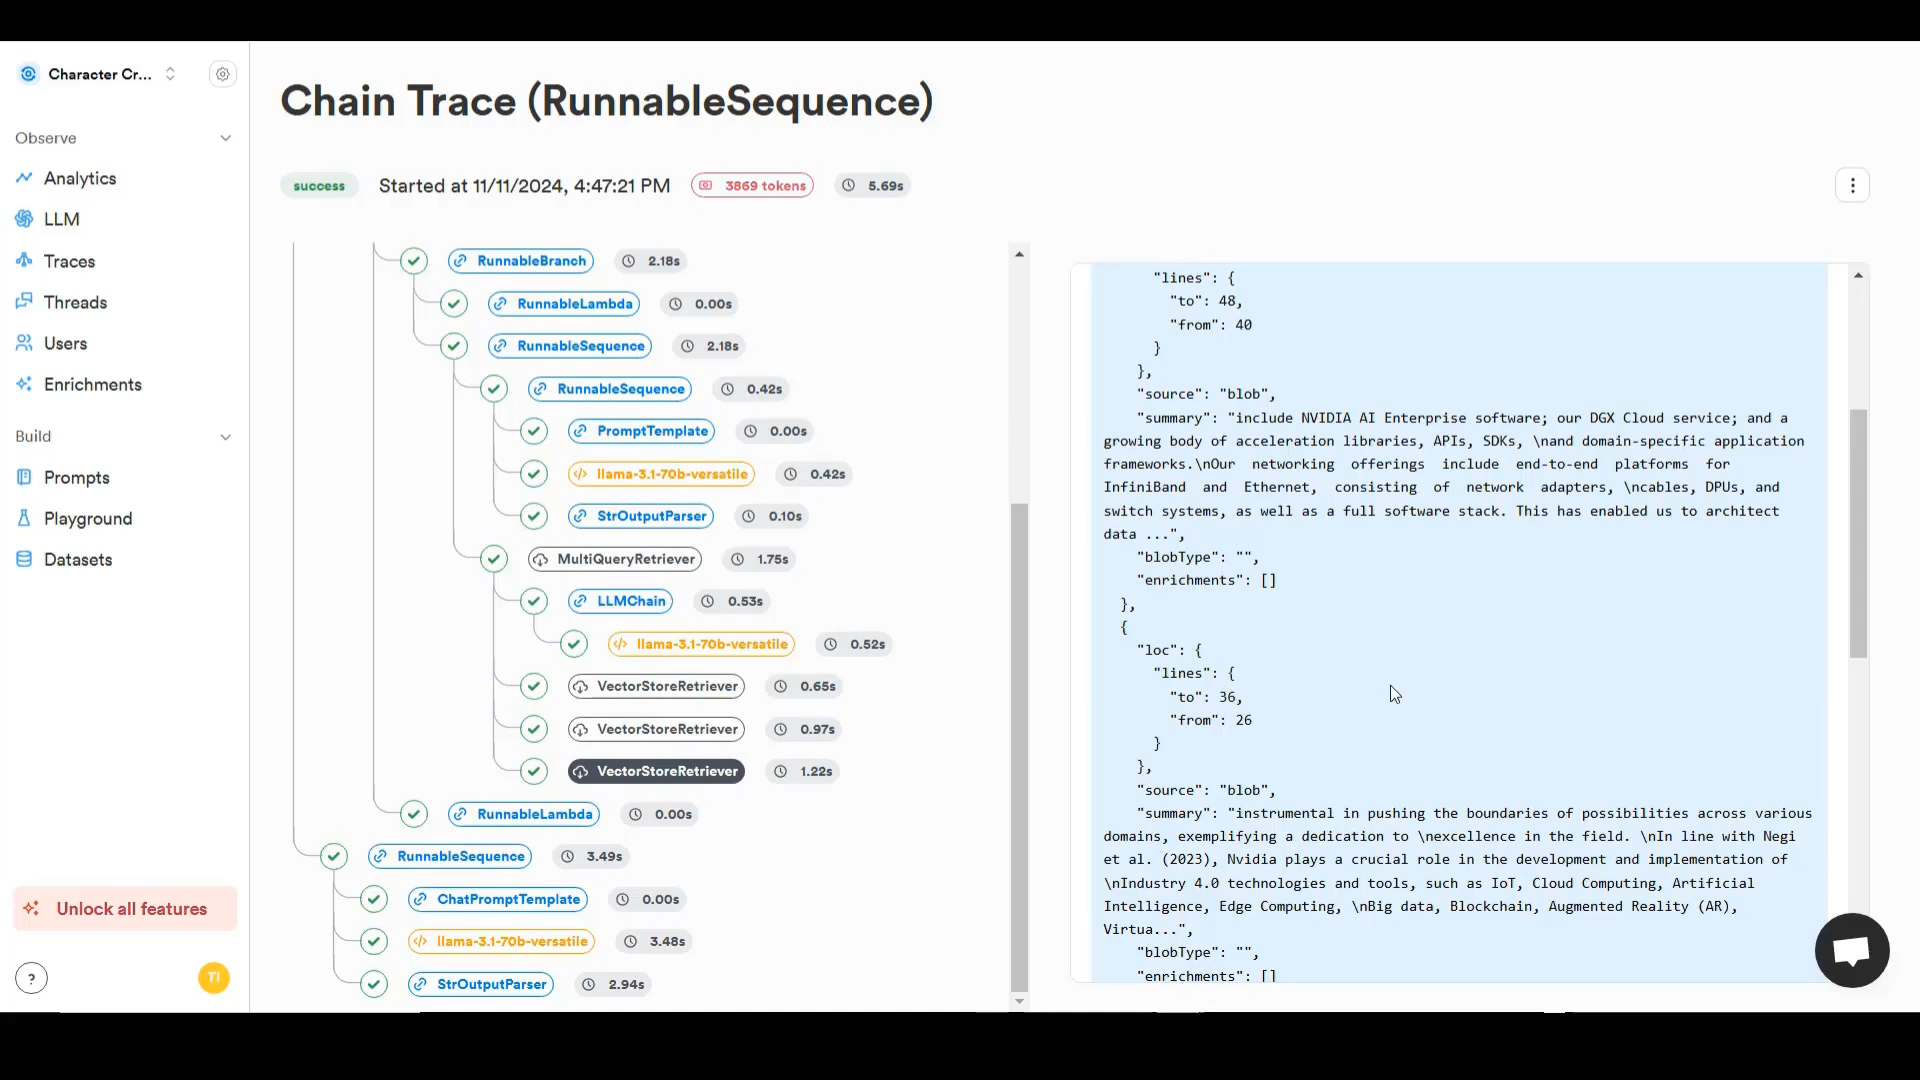 Character Cr...
Observe
Analytics
LLM
Traces
Threads
Users
Enrichments
Build
Prompts
Playground
Datasets
Unlock all features
?
TI
Chain Trace (RunnableSequence)
success Started at 11/11/2024, 4:47:21 PM 3869 tokens 5.69s
RunnableBranch 2.18s
RunnableLambda 0.00s
RunnableSequence 2.18s
RunnableSequence 0.42s
PromptTemplate 0.00s
llama-3.1-70b-versatile 0.42s
StrOutputParser 0.10s
MultiQueryRetriever 1.75s
LLMChain 0.53s
llama-3.1-70b-versatile 0.52s
VectorStoreRetriever 0.65s
VectorStoreRetriever 0.97s
VectorStoreRetriever 1.22s
RunnableLambda 0.00s
RunnableSequence 3.49s
ChatPromptTemplate 0.00s
llama-3.1-70b-versatile 3.48s
StrOutputParser 2.94s
"lines": {
"to": 48,
"from": 40
}
},
"source": "blob",
"summary": "include NVIDIA AI Enterprise software; our DGX Cloud service; and a
growing body of acceleration libraries, APIs, SDKs, \nand domain-specific application
frameworks.\nOur networking offerings include end-to-end platforms for
InfiniBand and Ethernet, consisting of network adapters, \ncables, DPUs, and
switch systems, as well as a full software stack. This has enabled us to architect
data ...",
"blobType": "",
"enrichments": []
},
{
"loc": {
"lines": {
"to": 36,
"from": 26
}
},
"source": "blob",
"summary": "instrumental in pushing the boundaries of possibilities across various
domains, exemplifying a dedication to \nexcellence in the field. \nIn line with Negi
et al. (2023), Nvidia plays a crucial role in the development and implementation of
\nIndustry 4.0 technologies and tools, such as IoT, Cloud Computing, Artificial
Intelligence, Edge Computing, \nBig data, Blockchain, Augmented Reality (AR),
Virtua...",
"blobType": "",
"enrichments": []